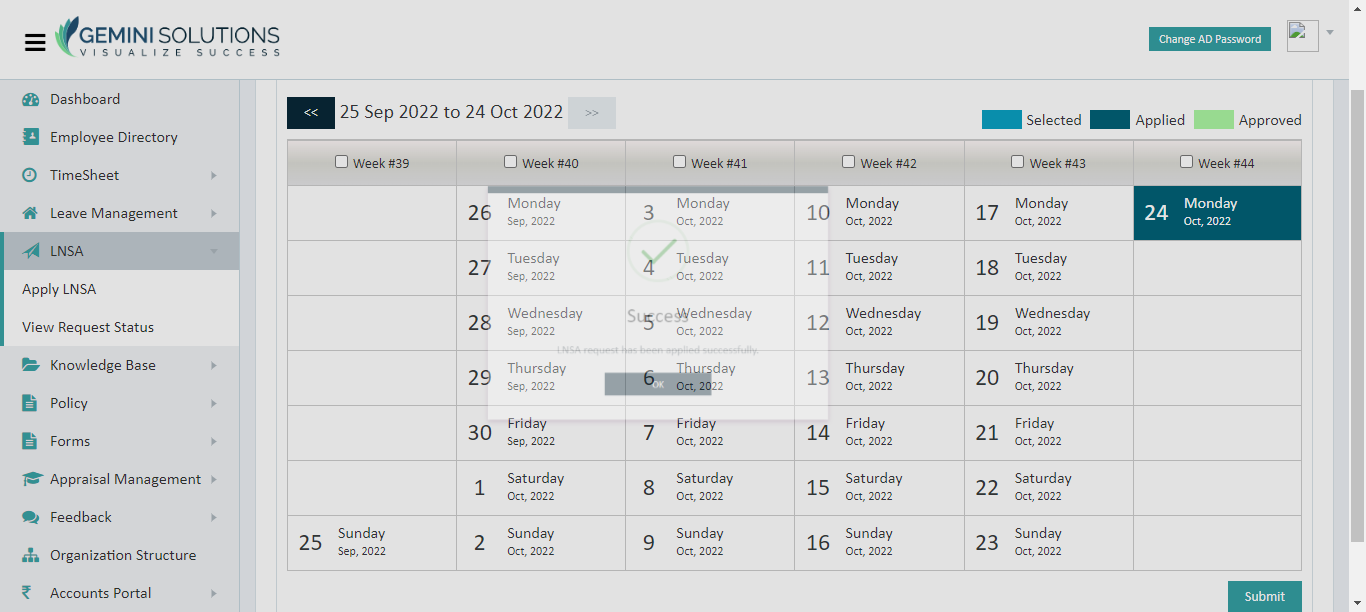 GEMINI SOLUTIONS
VISUALIZE SUCCESS
Change AD Password
Dashboard
Employee Directory
TimeSheet
Leave Management
LNSA
Apply LNSA
View Request Status
Knowledge Base
Policy
Forms
Appraisal Management
Feedback
Organization Structure
Accounts Portal
<< 25 Sep 2022 to 24 Oct 2022 >>
Selected Applied Approved
Week #39 Week #40 Week #41 Week #42 Week #43 Week #44
26 Monday 3 Monday 10 Monday 17 Monday 24 Monday
Sep, 2022 Oct, 2022 Oct, 2022 Oct, 2022 Oct, 2022
27 Tuesday 4 Tuesday 11 Tuesday 18 Tuesday
Sep, 2022 Oct, 2022 Oct, 2022 Oct, 2022
28 Wednesday 5 Wednesday 12 Wednesday 19 Wednesday
Sep, 2022 Oct, 2022 Oct, 2022 Oct, 2022
29 Thursday 6 Thursday 13 Thursday 20 Thursday
Sep, 2022 Oct, 2022 Oct, 2022 Oct, 2022
30 Friday 7 Friday 14 Friday 21 Friday
Sep, 2022 Oct, 2022 Oct, 2022 Oct, 2022
1 Saturday 8 Saturday 15 Saturday 22 Saturday
Oct, 2022 Oct, 2022 Oct, 2022 Oct, 2022
25 Sunday 2 Sunday 9 Sunday 16 Sunday 23 Sunday
Sep, 2022 Oct, 2022 Oct, 2022 Oct, 2022 Oct, 2022
Success
LNSA request has been applied successfully.
OK
Submit